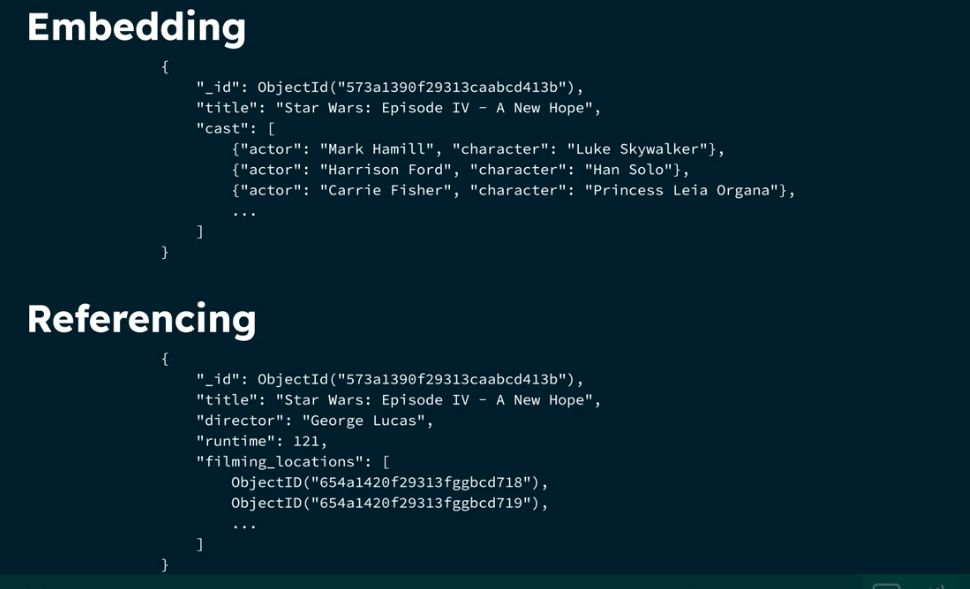 Embedding
{
"_id": ObjectId("573a1390f29313caabcd413b"),
"title": "Star Wars: Episode IV – A New Hope",
"cast": [
{"actor": "Mark Hamill", "character": "Luke Skywalker"},
{"actor": "Harrison Ford", "character": "Han Solo"},
{"actor": "Carrie Fisher", "character": "Princess Leia Organa"},
...
]
}
Referencing
{
"_id": ObjectId("573a1390f29313caabcd413b"),
"title": "Star Wars: Episode IV – A New Hope",
"director": "George Lucas",
"runtime": 121,
"filming_locations": [
ObjectID("654a1420f29313fggbcd718"),
ObjectID("654a1420f29313fggbcd719"),
...
]
}